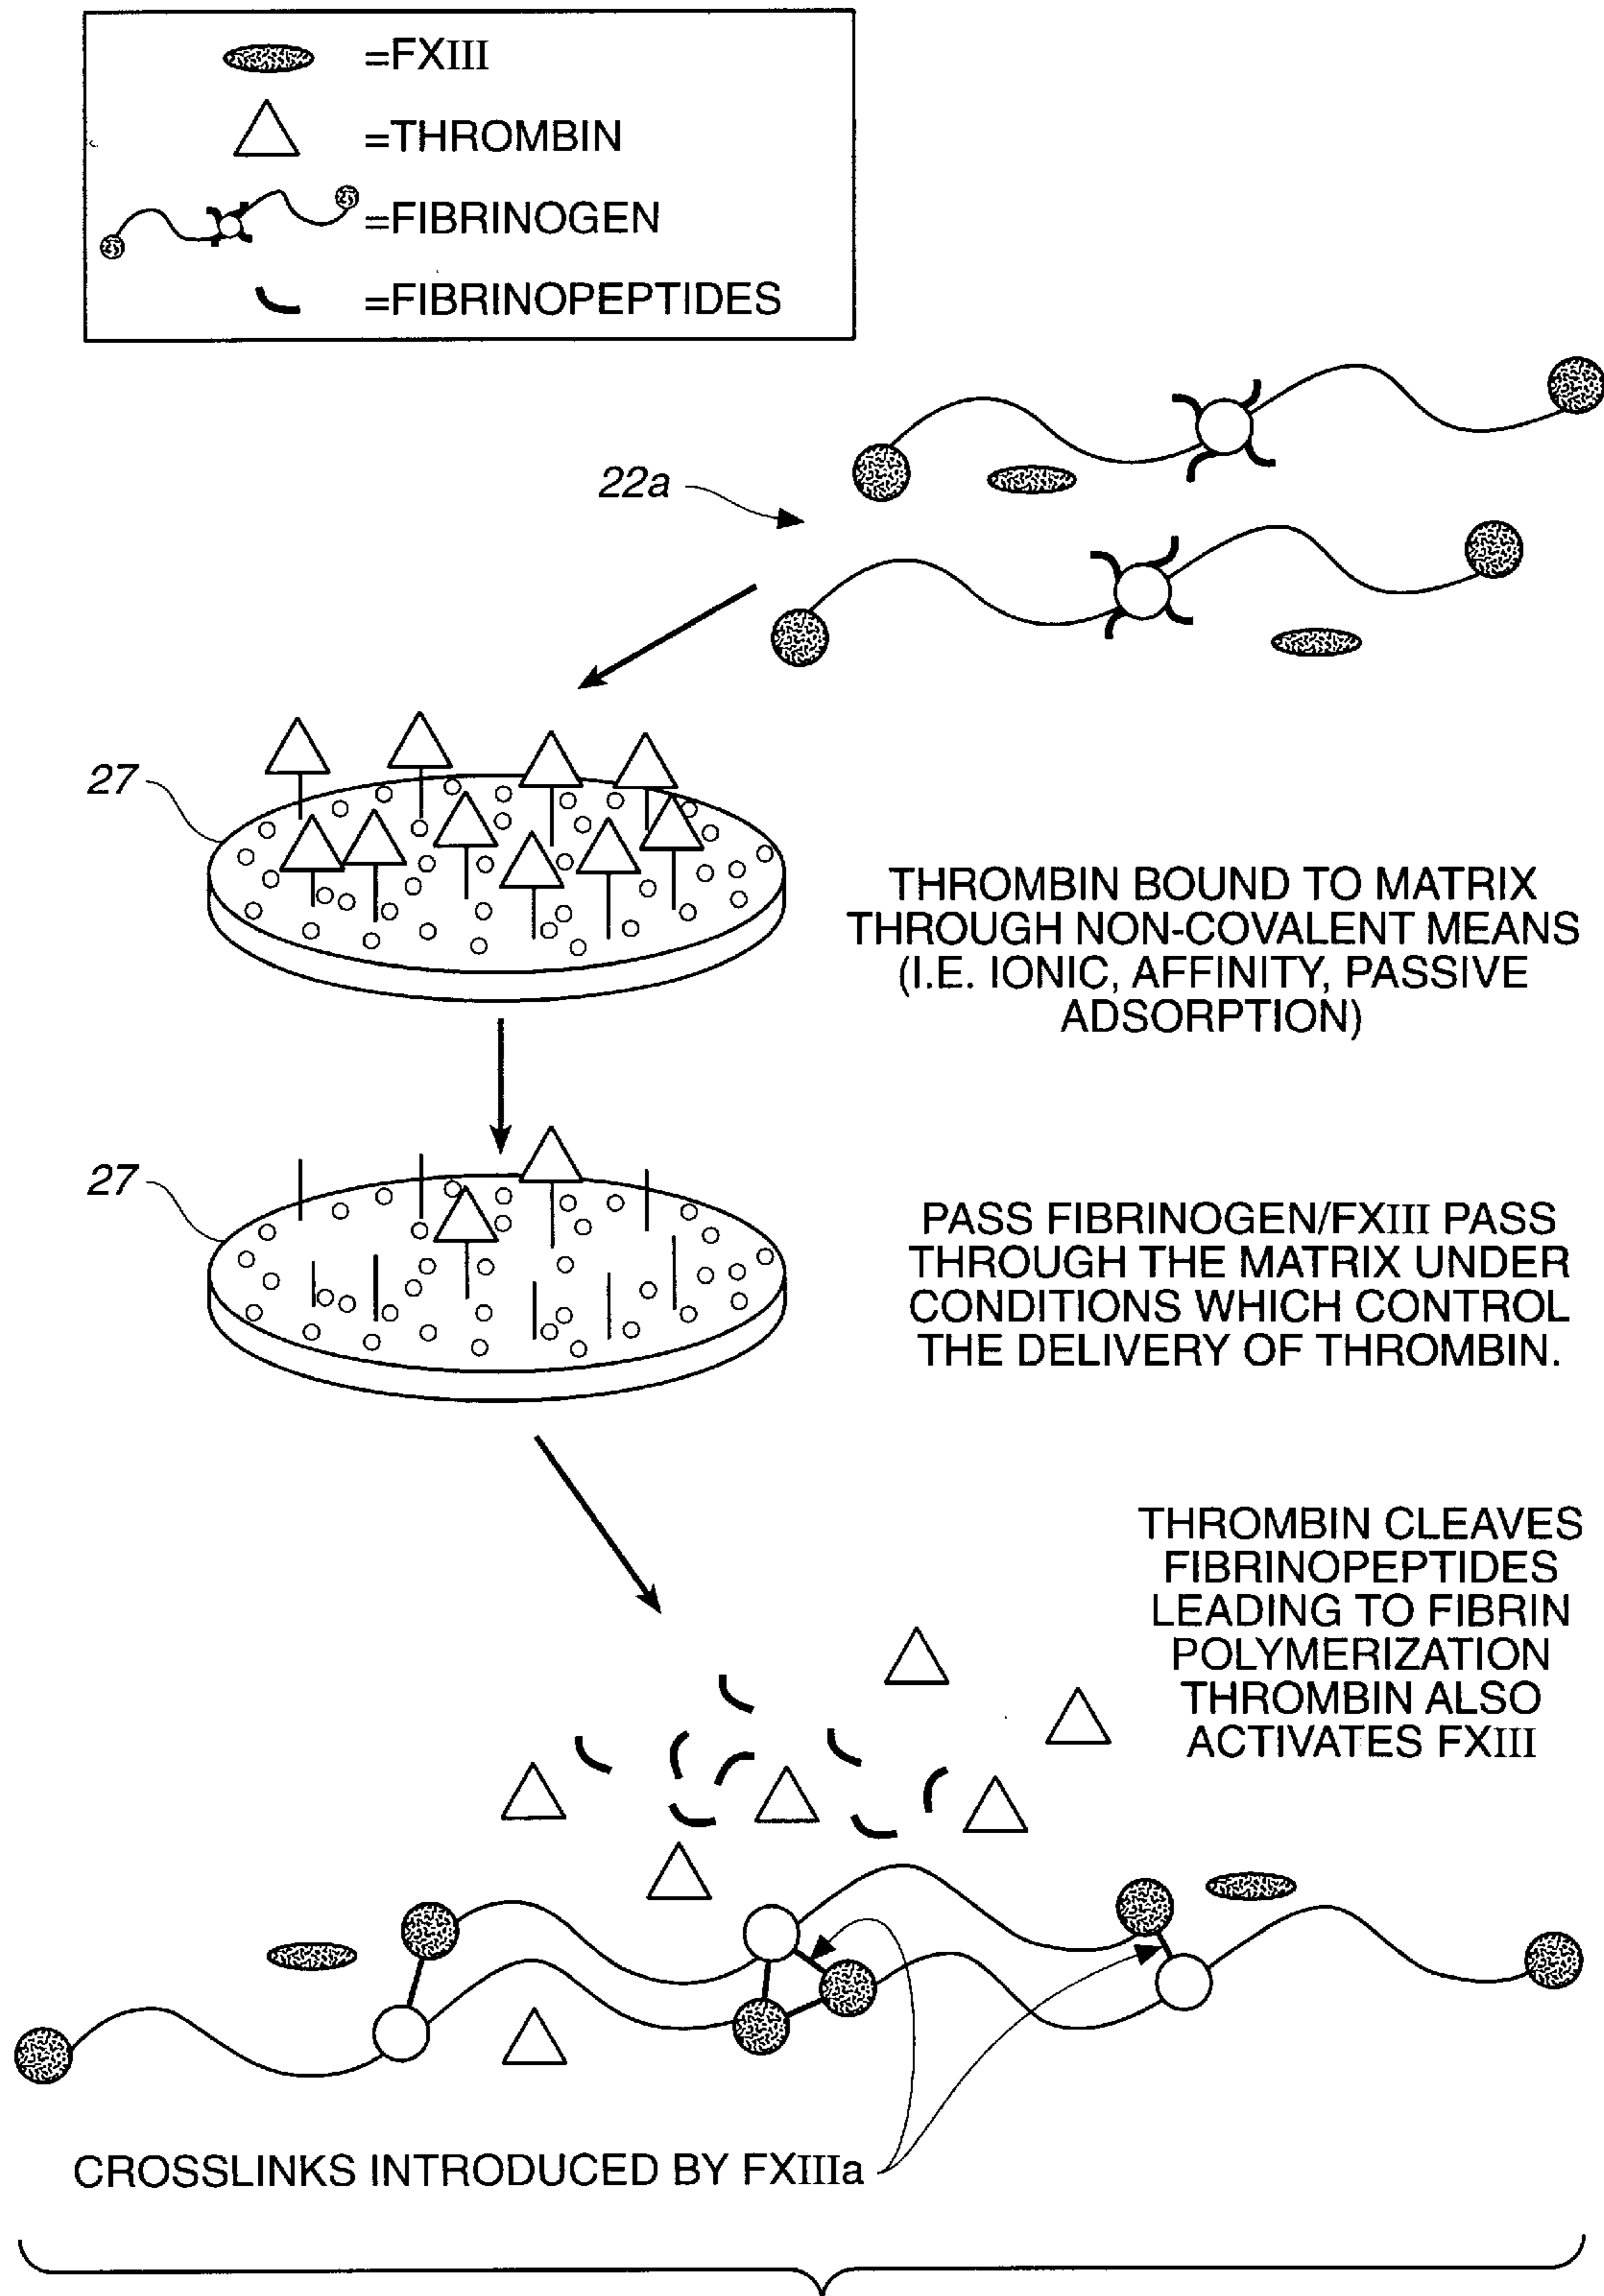 =FXIII
=THROMBIN
=FIBRINOGEN
=FIBRINOPEPTIDES
22a
27
THROMBIN BOUND TO MATRIX
THROUGH NON-COVALENT MEANS
(I.E. IONIC, AFFINITY, PASSIVE
ADSORPTION)
27
PASS FIBRINOGEN/FXIII PASS
THROUGH THE MATRIX UNDER
CONDITIONS WHICH CONTROL
THE DELIVERY OF THROMBIN.
THROMBIN CLEAVES
FIBRINOPEPTIDES
LEADING TO FIBRIN
POLYMERIZATION
THROMBIN ALSO
ACTIVATES FXIII
CROSSLINKS INTRODUCED BY FXIIIa